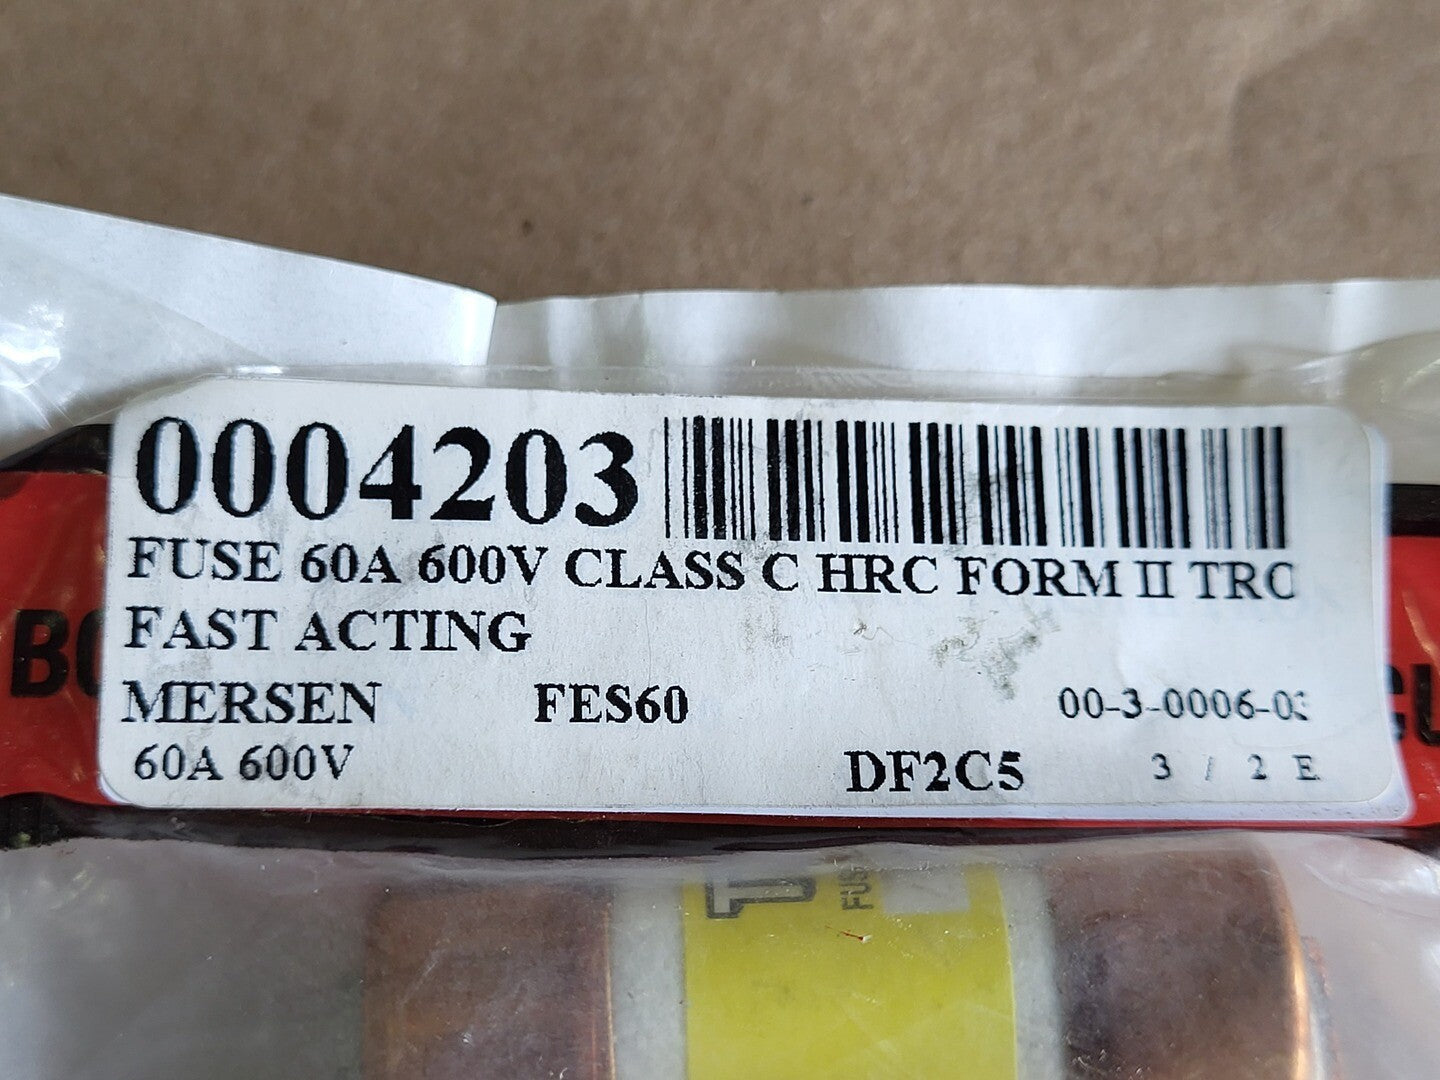 0004203
FUSE 60A 600V CLASS C HRC FORM II TRO
FAST ACTING
MERSEN FES60 00-3-0006-03
60A 600V DF2C5 3 / 2 E